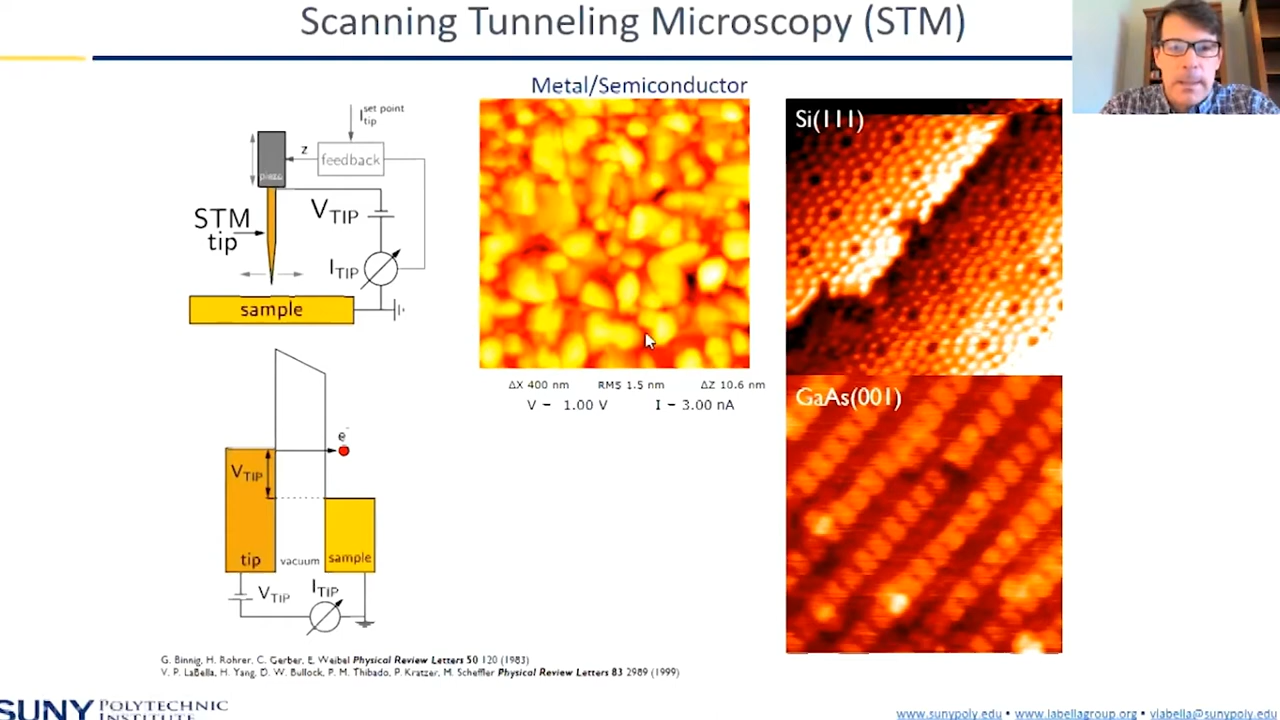 Scanning Tunneling Microscopy (STM)
Metal/Semiconductor
I set point tip
z
feedback
piezo
STM
tip
V TIP
I TIP
sample
ΔX 400 nm RMS 1.5 nm ΔZ 10.6 nm
V = 1.00 V I = 3.00 nA
Si(111)
GaAs(001)
e-
V TIP
tip
vacuum
sample
V TIP
I TIP
G. Binnig, H. Rohrer, C. Gerber, E. Weibel Physical Review Letters 50 120 (1983)
V. P. LaBella, H. Yang, D. W. Bullock, P. M. Thibado, P. Kratzer, M. Scheffler Physical Review Letters 83 2989 (1999)
SUNY POLYTECHNIC
INSTITUTE
www.sunypoly.edu • www.labellagroup.org • vlabella@sunypoly.edu